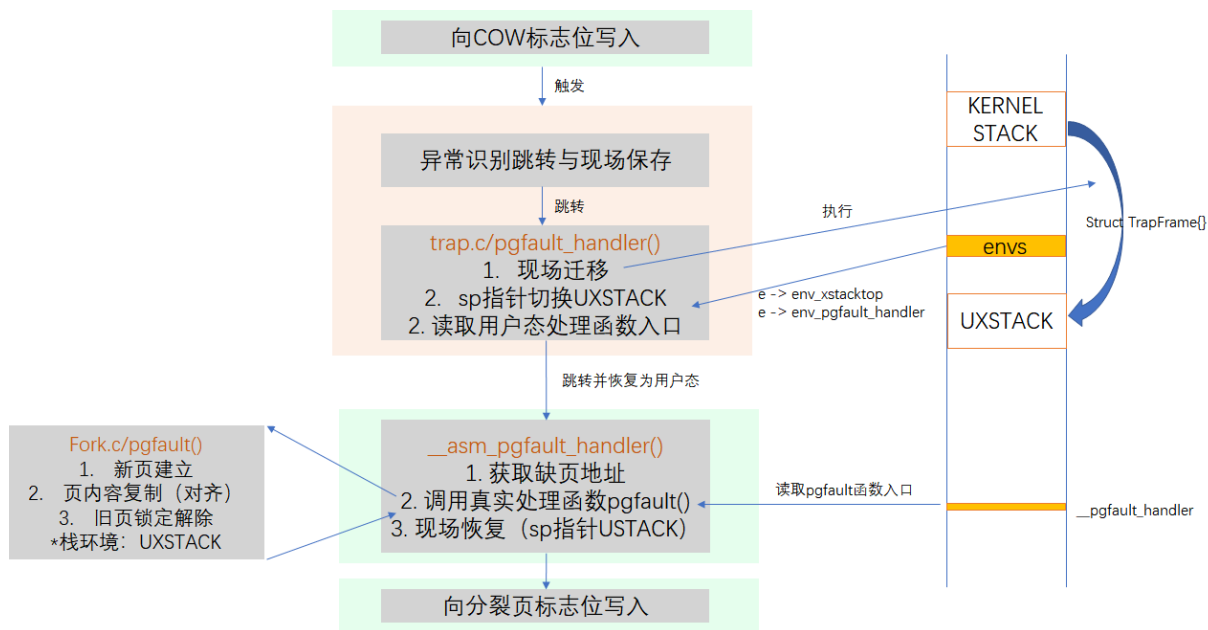 向COW标志位写入
触发
异常识别跳转与现场保存
跳转
trap.c/pgfault_handler()
1. 现场迁移
2. sp指针切换UXSTACK
2. 读取用户态处理函数入口
执行
e -> env_xstacktop
e -> env_pgfault_handler
KERNEL
STACK
Struct TrapFrame{}
envs
UXSTACK
跳转并恢复为用户态
Fork.c/pgfault()
1. 新页建立
2. 页内容复制（对齐）
3. 旧页锁定解除
*栈环境：UXSTACK
__asm_pgfault_handler()
1. 获取缺页地址
2. 调用真实处理函数pgfault()
3. 现场恢复（sp指针USTACK）
读取pgfault函数入口
__pgfault_handler
向分裂页标志位写入